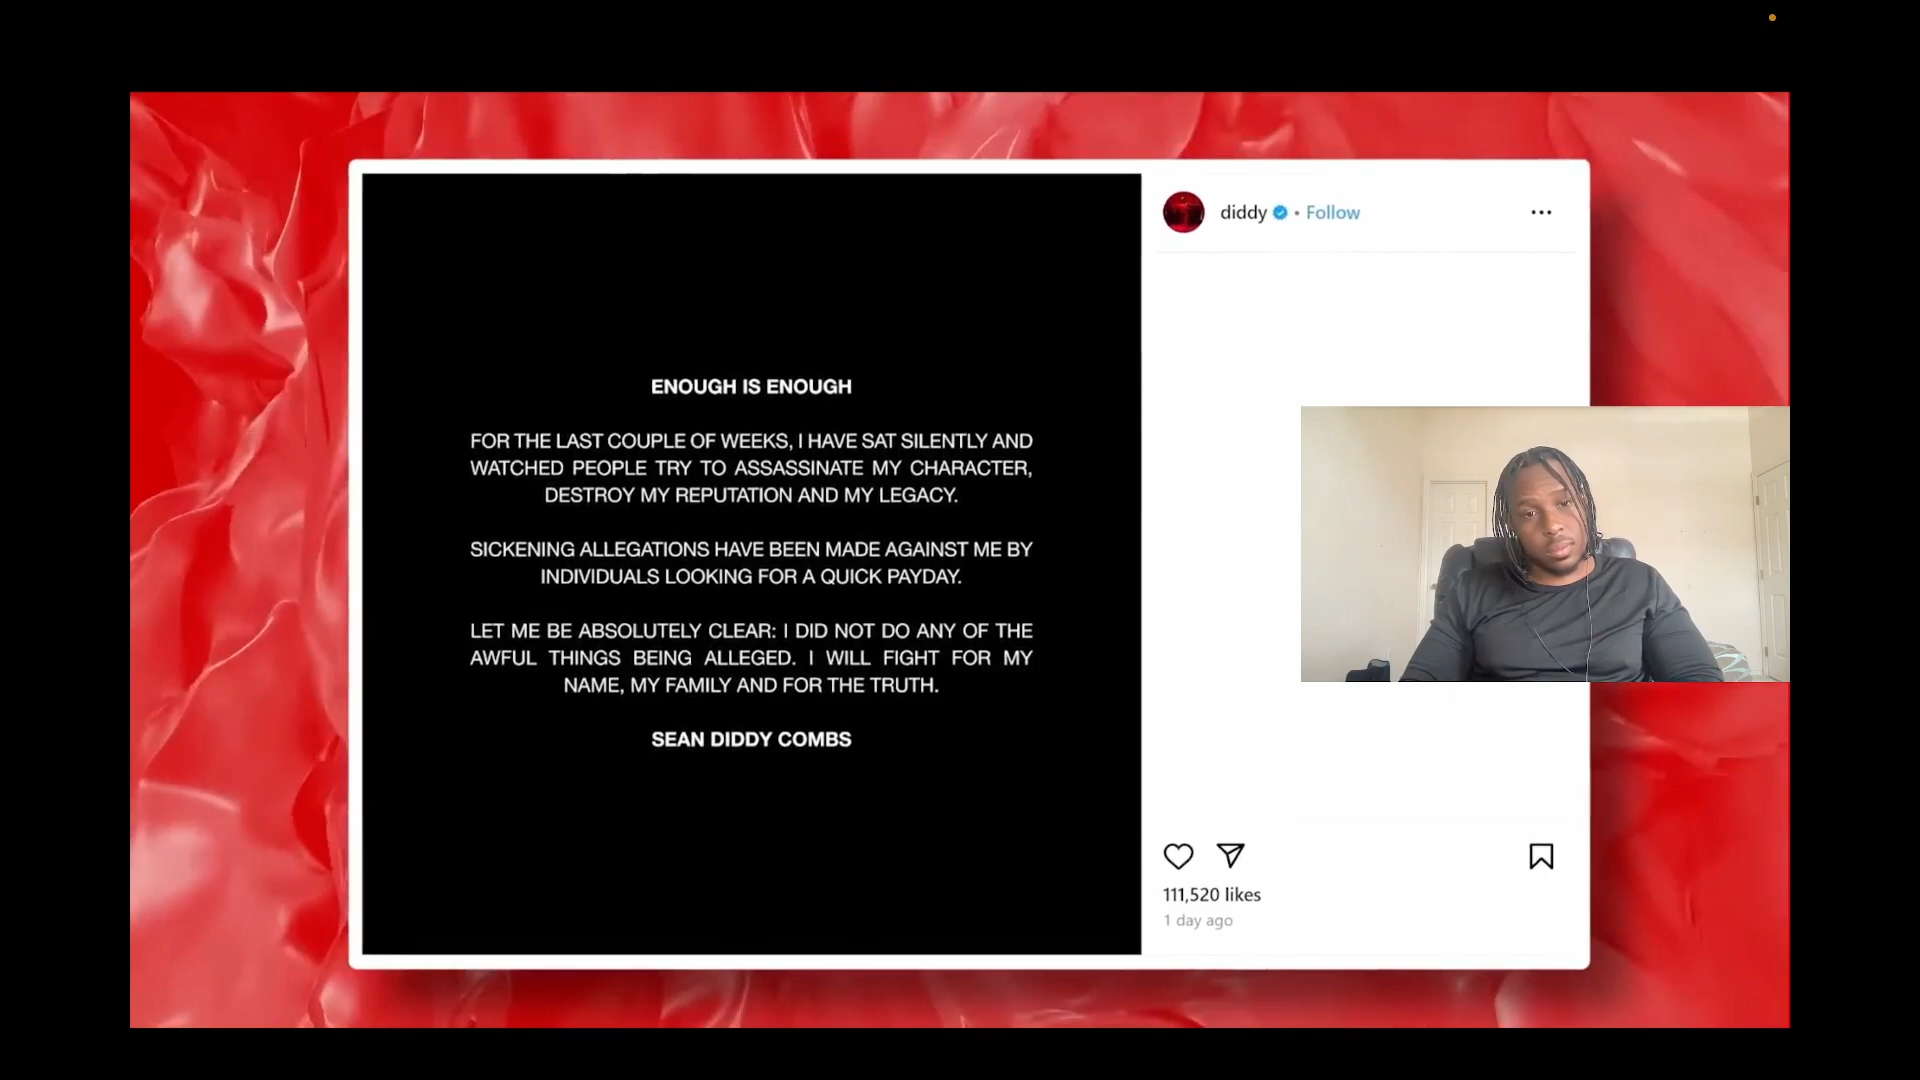 ENOUGH IS ENOUGH
FOR THE LAST COUPLE OF WEEKS, I HAVE SAT SILENTLY AND
WATCHED PEOPLE TRY TO ASSASSINATE MY CHARACTER,
DESTROY MY REPUTATION AND MY LEGACY.
SICKENING ALLEGATIONS HAVE BEEN MADE AGAINST ME BY
INDIVIDUALS LOOKING FOR A QUICK PAYDAY.
LET ME BE ABSOLUTELY CLEAR: I DID NOT DO ANY OF THE
AWFUL THINGS BEING ALLEGED. I WILL FIGHT FOR MY
NAME, MY FAMILY AND FOR THE TRUTH.
SEAN DIDDY COMBS
diddy • Follow
111,520 likes
1 day ago